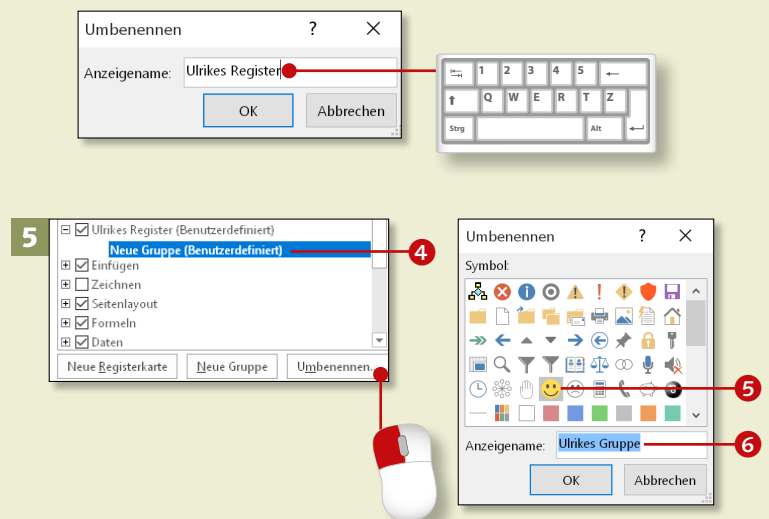 Umbenennen ? X
Anzeigename: Ulrikes Register
OK Abbrechen
1 2 3 4 5
Q W E R T Z
Strg Alt
5
Ulrikes Register (Benutzerdefiniert)
Neue Gruppe (Benutzerdefiniert)
4
Einfügen
Zeichnen
Seitenlayout
Formeln
Daten
Neue Registerkarte Neue Gruppe Umbenennen...
Umbenennen ? X
Symbol:
5
Anzeigename: Ulrikes Gruppe
6
OK Abbrechen